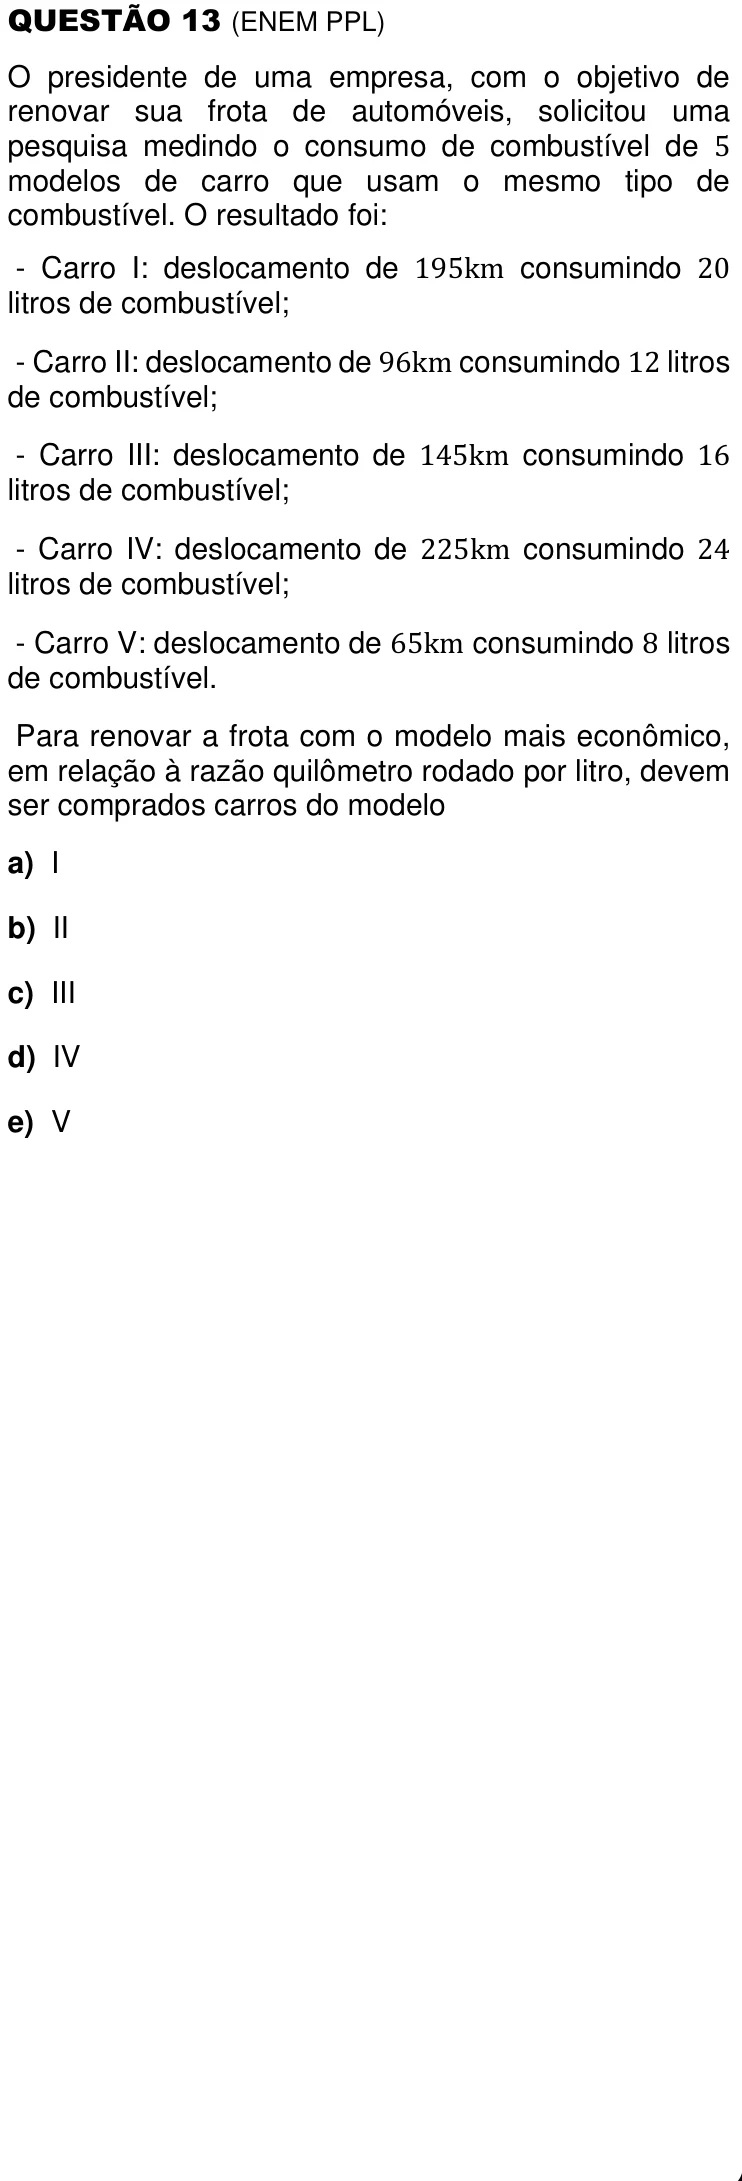 QUESTÃO 13 (ENEM PPL)
O presidente de uma empresa, com o objetivo de
renovar sua frota de automóveis, solicitou uma
pesquisa medindo o consumo de combustível de 5
modelos de carro que usam o mesmo tipo de
combustível. O resultado foi:
- Carro I: deslocamento de 195km consumindo 20
litros de combustível;
- Carro II: deslocamento de 96km consumindo 12 litros
de combustível;
- Carro III: deslocamento de 145km consumindo 16
litros de combustível;
- Carro IV: deslocamento de 225km consumindo 24
litros de combustível;
- Carro V: deslocamento de 65km consumindo 8 litros
de combustível.
Para renovar a frota com o modelo mais econômico,
em relação à razão quilômetro rodado por litro, devem
ser comprados carros do modelo
a) I
b) II
c) III
d) IV
e) V